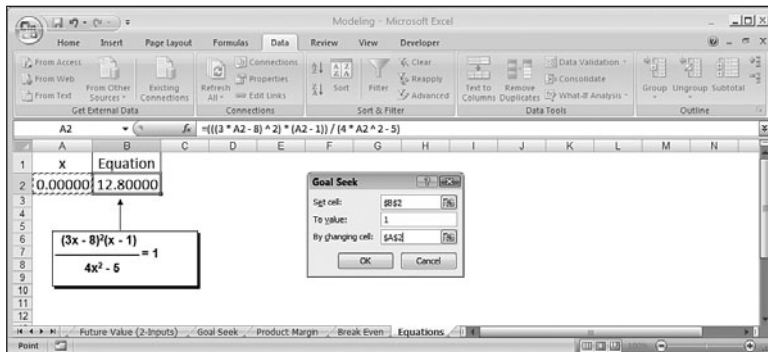 Modeling - Microsoft Excel
Home Insert Page Layout Formulas Data Review View Developer
From Access
From Web
From Text
From Other Sources
Existing Connections
Get External Data
Refresh All
Connections
Properties
Edit Links
Connections
Sort
Filter
Clear
Reapply
Advanced
Sort & Filter
Text to Columns
Remove Duplicates
Data Validation
Consolidate
What-If Analysis
Data Tools
Group Ungroup Subtotal
Outline
A2 fx =(((3 * A2 - 8) ^ 2) * (A2 - 1)) / (4 * A2 ^ 2 - 5)
A B C D E F G H I J K L M N
1 x Equation
2 0.00000 12.80000
3
4
5
6
7
8
9
10
11
12
(3x - 8)²(x - 1)
= 1
4x² - 5
Goal Seek
Set cell: $B$2
To value: 1
By changing cell: $A$2
OK Cancel
Future Value (2-Inputs) Goal Seek Product Margin Break Even Equations
Point 100%